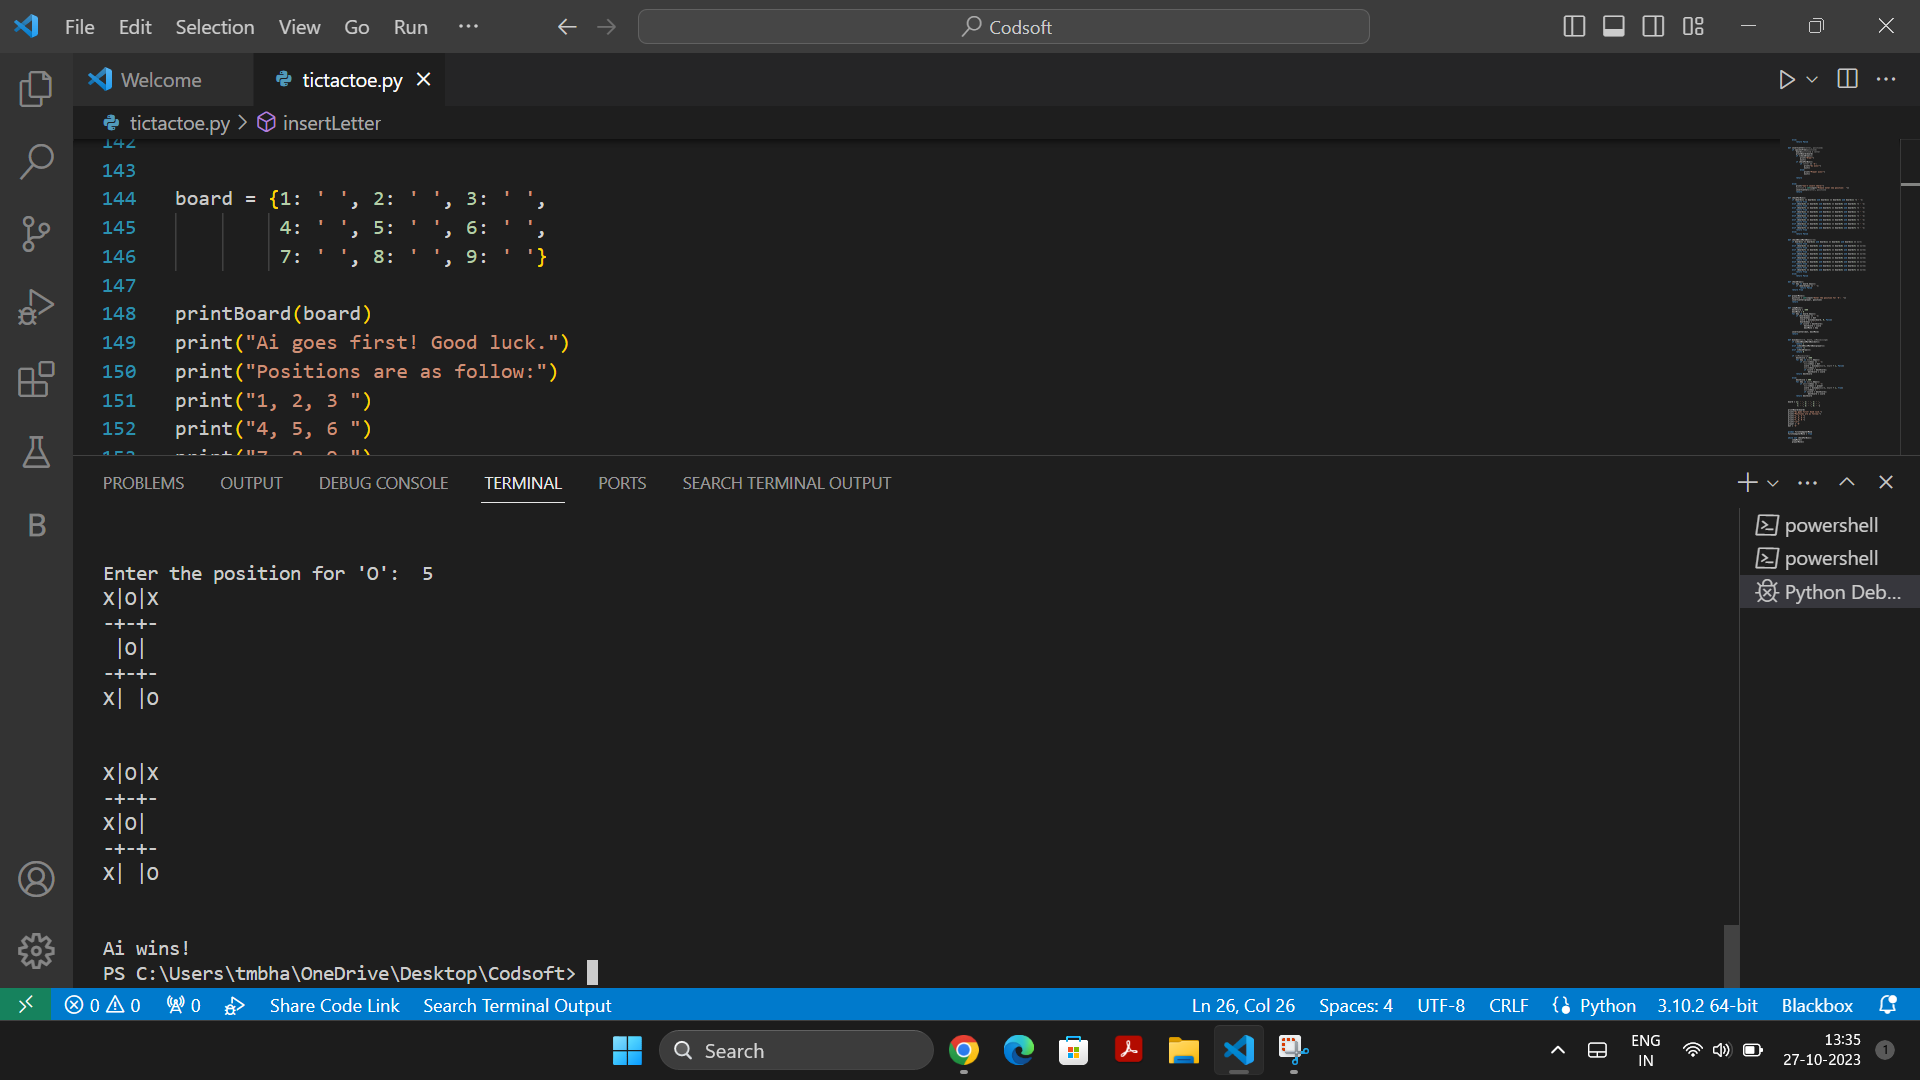 File Edit Selection View Go Run ··· Codsoft
Welcome tictactoe.py
tictactoe.py > insertLetter
142
143
144 board = {1: ' ', 2: ' ', 3: ' ',
145 4: ' ', 5: ' ', 6: ' ',
146 7: ' ', 8: ' ', 9: ' '}
147
148 printBoard(board)
149 print("Ai goes first! Good luck.")
150 print("Positions are as follow:")
151 print("1, 2, 3 ")
152 print("4, 5, 6 ")
153 print("7, 8, 9 ")
PROBLEMS OUTPUT DEBUG CONSOLE TERMINAL PORTS SEARCH TERMINAL OUTPUT
powershell
powershell
Python Deb...
Enter the position for 'O':  5
X|O|X
-+-+-
 |O|
-+-+-
X| |O
X|O|X
-+-+-
X|O|
-+-+-
X| |O
Ai wins!
PS C:\Users\tmbha\OneDrive\Desktop\Codsoft>
0 0 0 Share Code Link Search Terminal Output Ln 26, Col 26 Spaces: 4 UTF-8 CRLF Python 3.10.2 64-bit Blackbox
Search ENG IN 13:35 27-10-2023 1